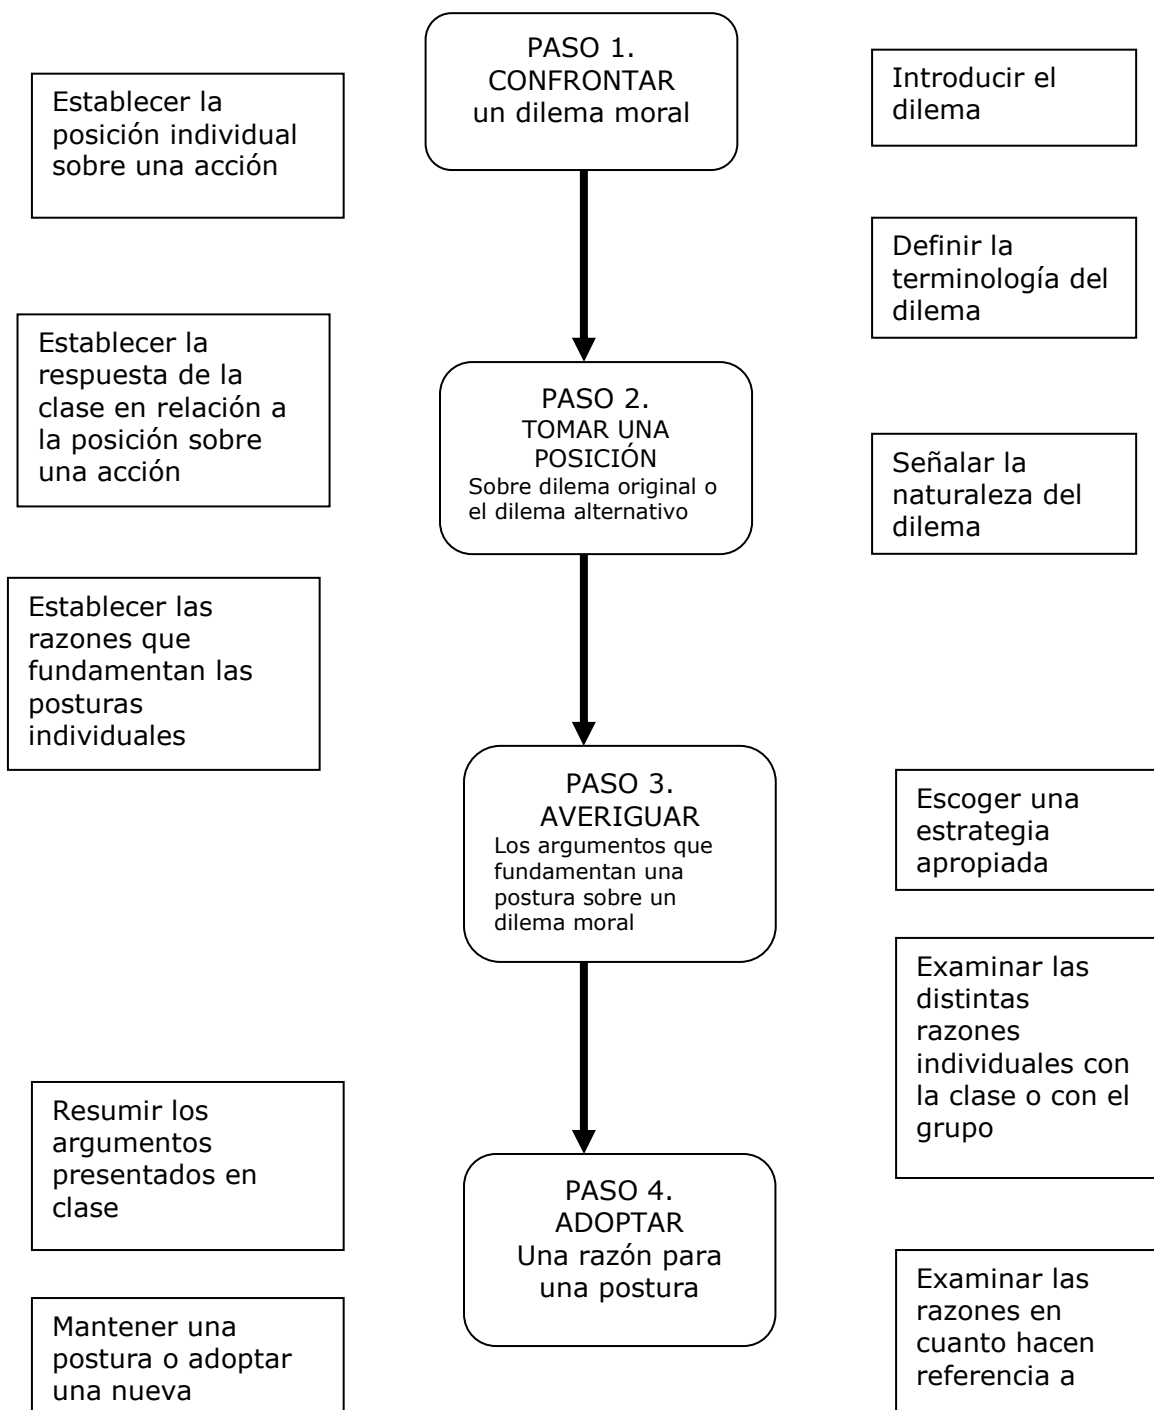 PASO 1.
CONFRONTAR
un dilema moral
Introducir el
dilema
Establecer la
posición individual
sobre una acción
Definir la
terminología del
dilema
Establecer la
respuesta de la
clase en relación a
la posición sobre
una acción
PASO 2.
TOMAR UNA
POSICIÓN
Sobre dilema original o
el dilema alternativo
Señalar la
naturaleza del
dilema
Establecer las
razones que
fundamentan las
posturas
individuales
PASO 3.
AVERIGUAR
Los argumentos que
fundamentan una
postura sobre un
dilema moral
Escoger una
estrategia
apropiada
Examinar las
distintas
razones
individuales con
la clase o con el
grupo
Resumir los
argumentos
presentados en
clase
PASO 4.
ADOPTAR
Una razón para
una postura
Examinar las
razones en
cuanto hacen
referencia a
Mantener una
postura o adoptar
una nueva